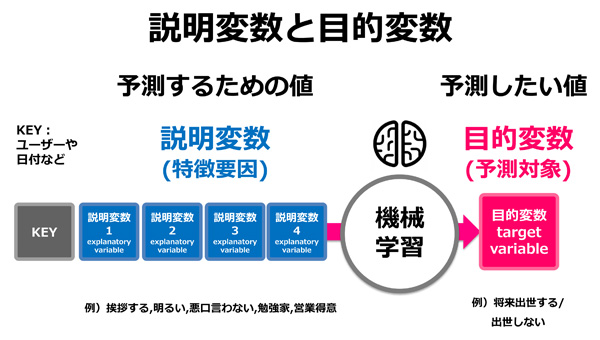 説明変数と目的変数
予測するための値
予測したい値
KEY：
ユーザーや
日付など
説明変数
(特徴要因)
目的変数
(予測対象)
KEY
説明変数
1
explanatory
variable
説明変数
2
explanatory
variable
説明変数
3
explanatory
variable
説明変数
4
explanatory
variable
機械
学習
目的変数
target
variable
例）挨拶する,明るい,悪口言わない,勉強家,営業得意
例）将来出世する/
出世しない